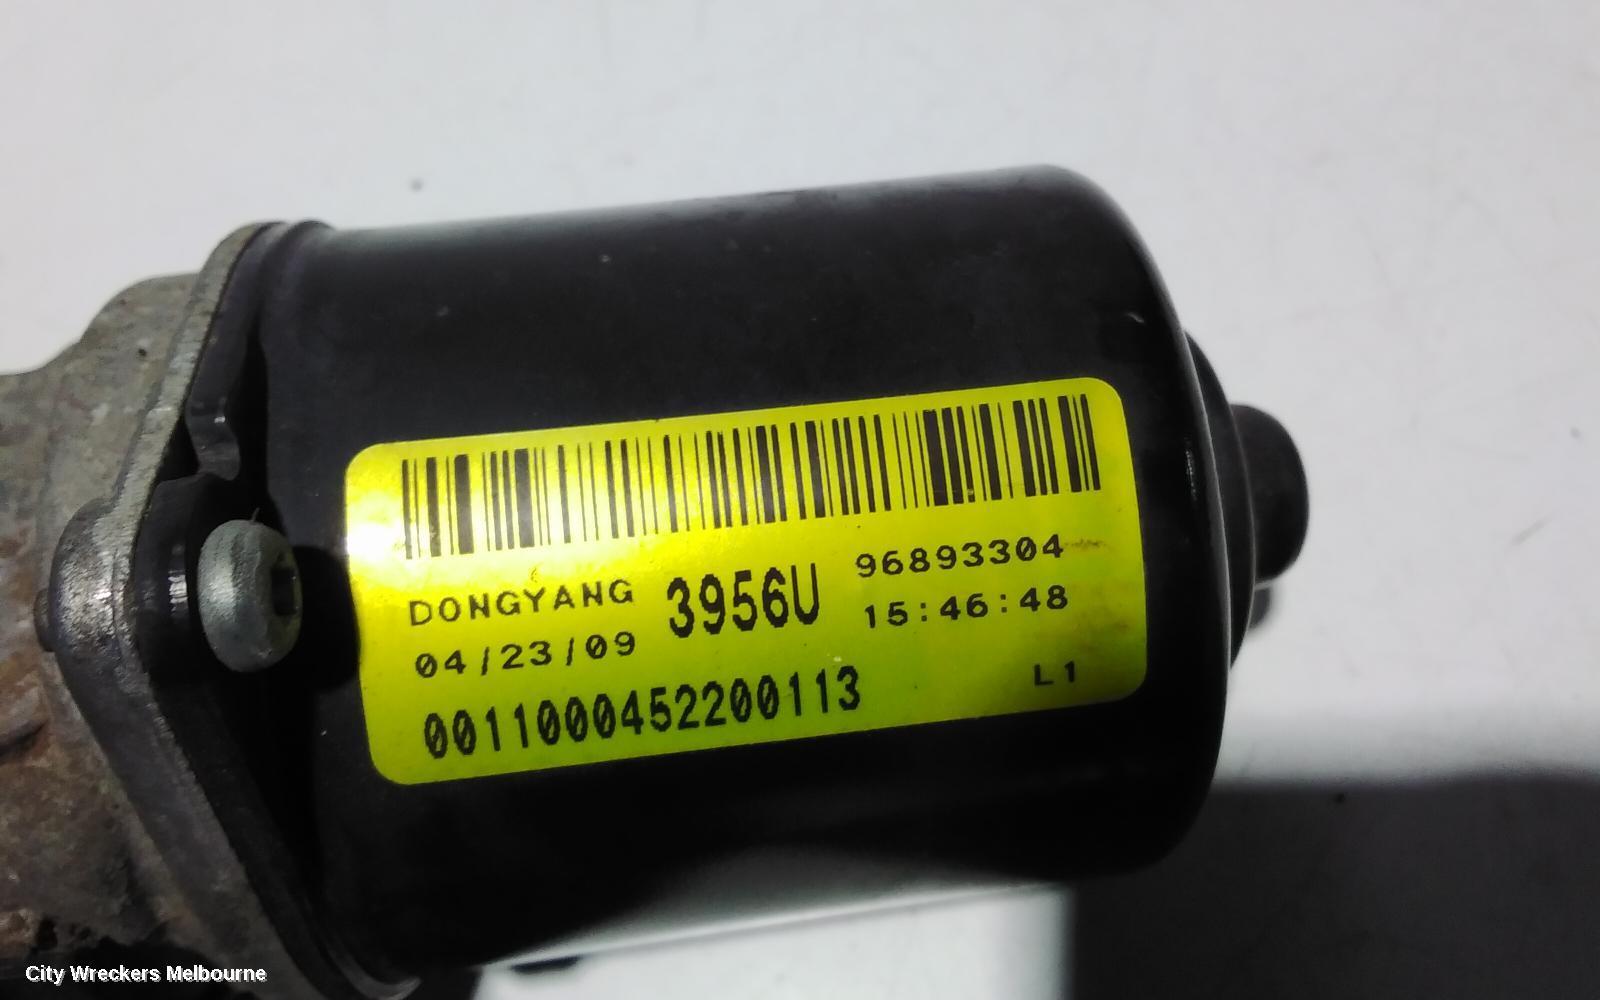 DONGYANG 3956U 96893304
04/23/09 15:46:48
0011000452200113 L1
City Wreckers Melbourne